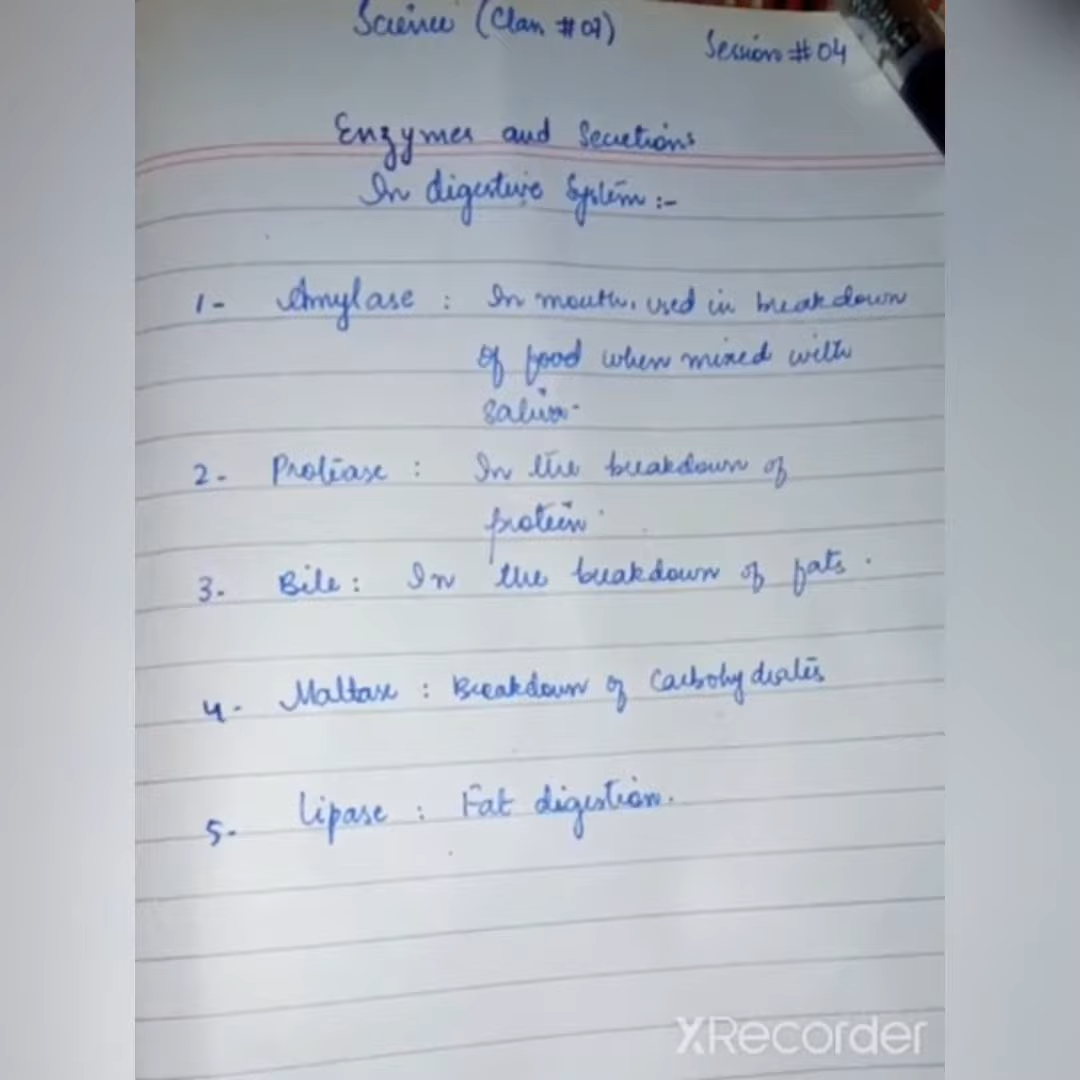 Science (Class #07)
Session #04
Enzymes and Secretions
In digestive System :-
1- Amylase : In mouth, used in breakdown
of food when mixed with
saliva.
2- Protease : In the breakdown of
protein.
3- Bile : In the breakdown of fats.
4- Maltase : Breakdown of Carbohydrates
5- Lipase : Fat digestion.
XRecorder